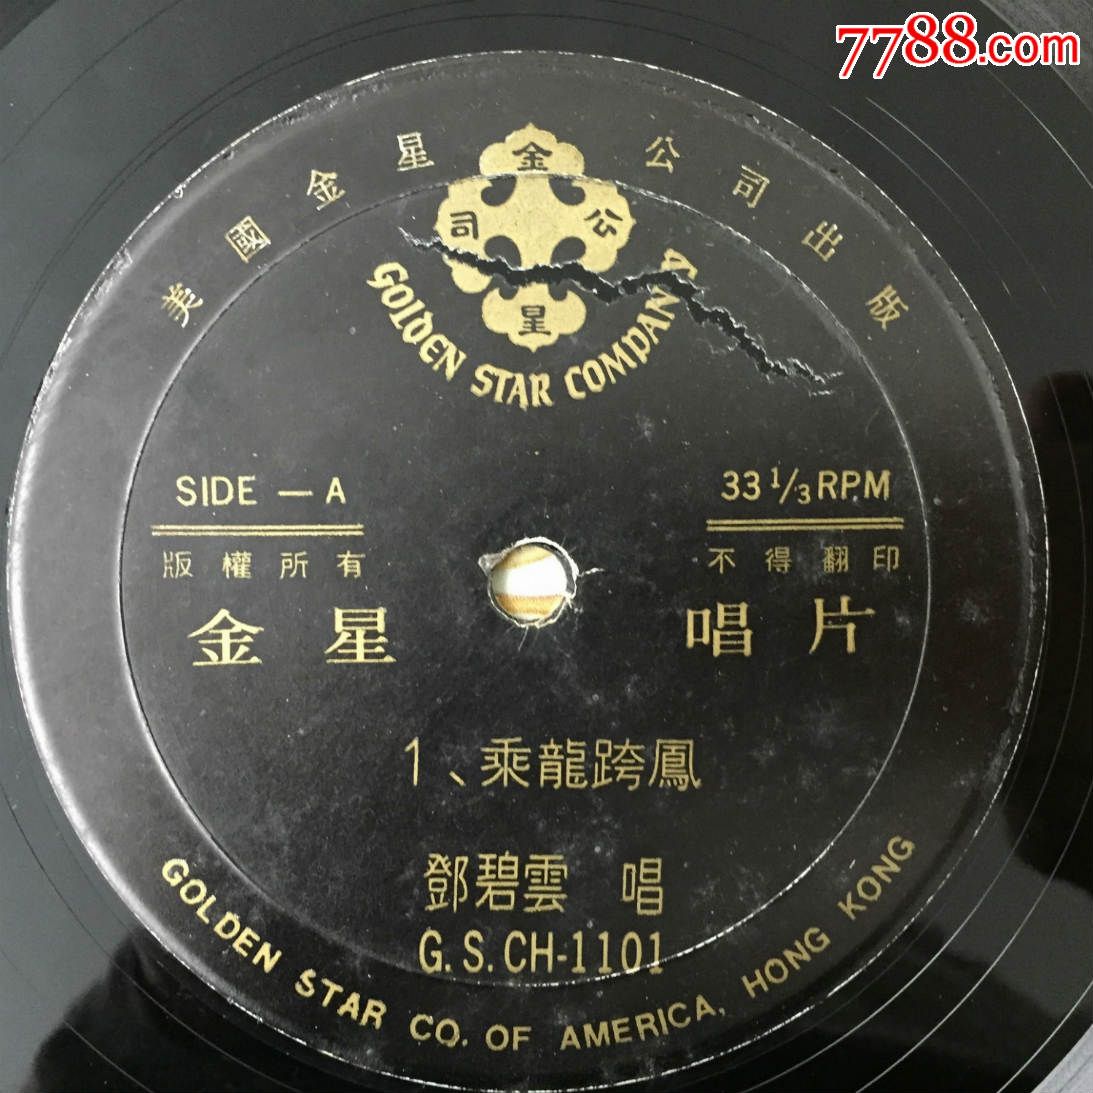 7788.com
美國金星公司出版
金
司 公
星
GOLDEN STAR COMPANY
SIDE — A
33 1/3 RPM
版權所有
不得翻印
金星
唱片
1、乘龍跨鳳
鄧碧雲 唱
G.S.CH-1101
GOLDEN STAR CO. OF AMERICA, HONG KONG